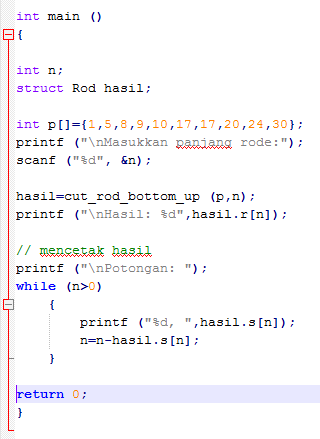 int main ()
{
int n;
struct Rod hasil;
int p[]={1,5,8,9,10,17,17,20,24,30};
printf ("\nMasukkan panjang rode:");
scanf ("%d", &n);
hasil=cut_rod_bottom_up (p,n);
printf ("\nHasil: %d",hasil.r[n]);
// mencetak hasil
printf ("\nPotongan: ");
while (n>0)
{
printf ("%d, ",hasil.s[n]);
n=n-hasil.s[n];
}
return 0;
}